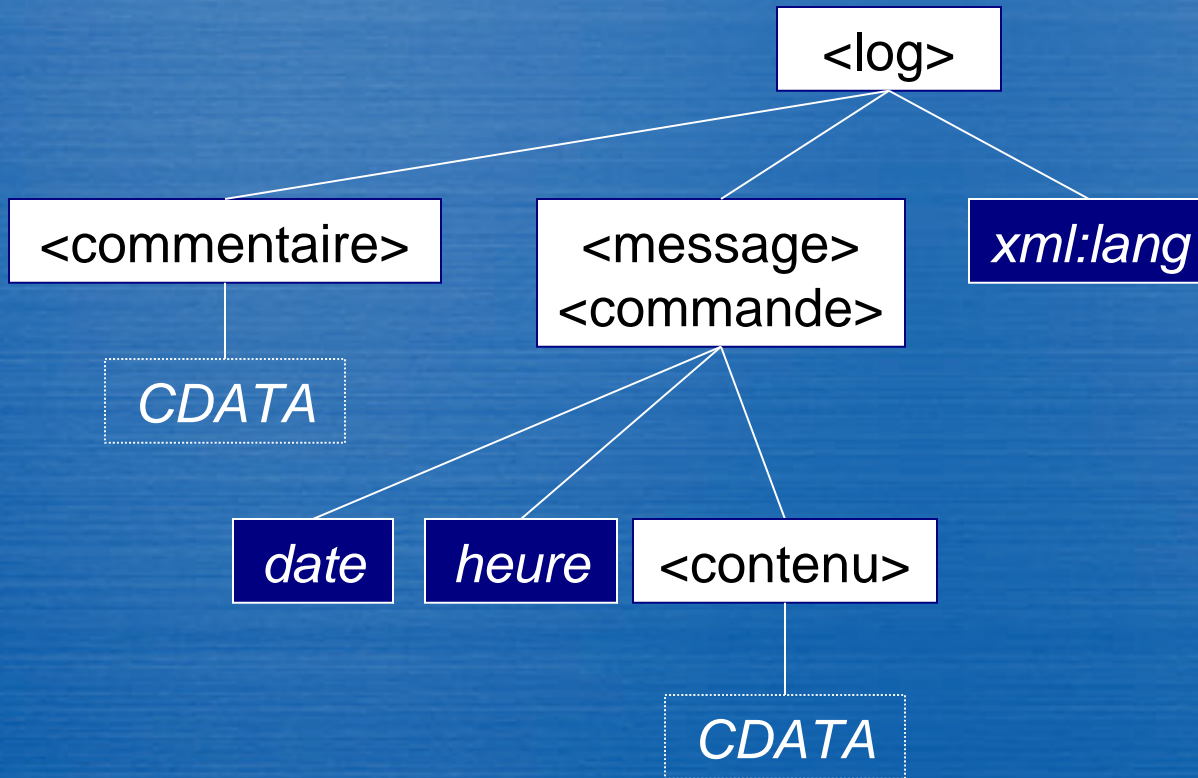 <log>
<commentaire>
<message>
<commande>
xml:lang
CDATA
date
heure
<contenu>
CDATA